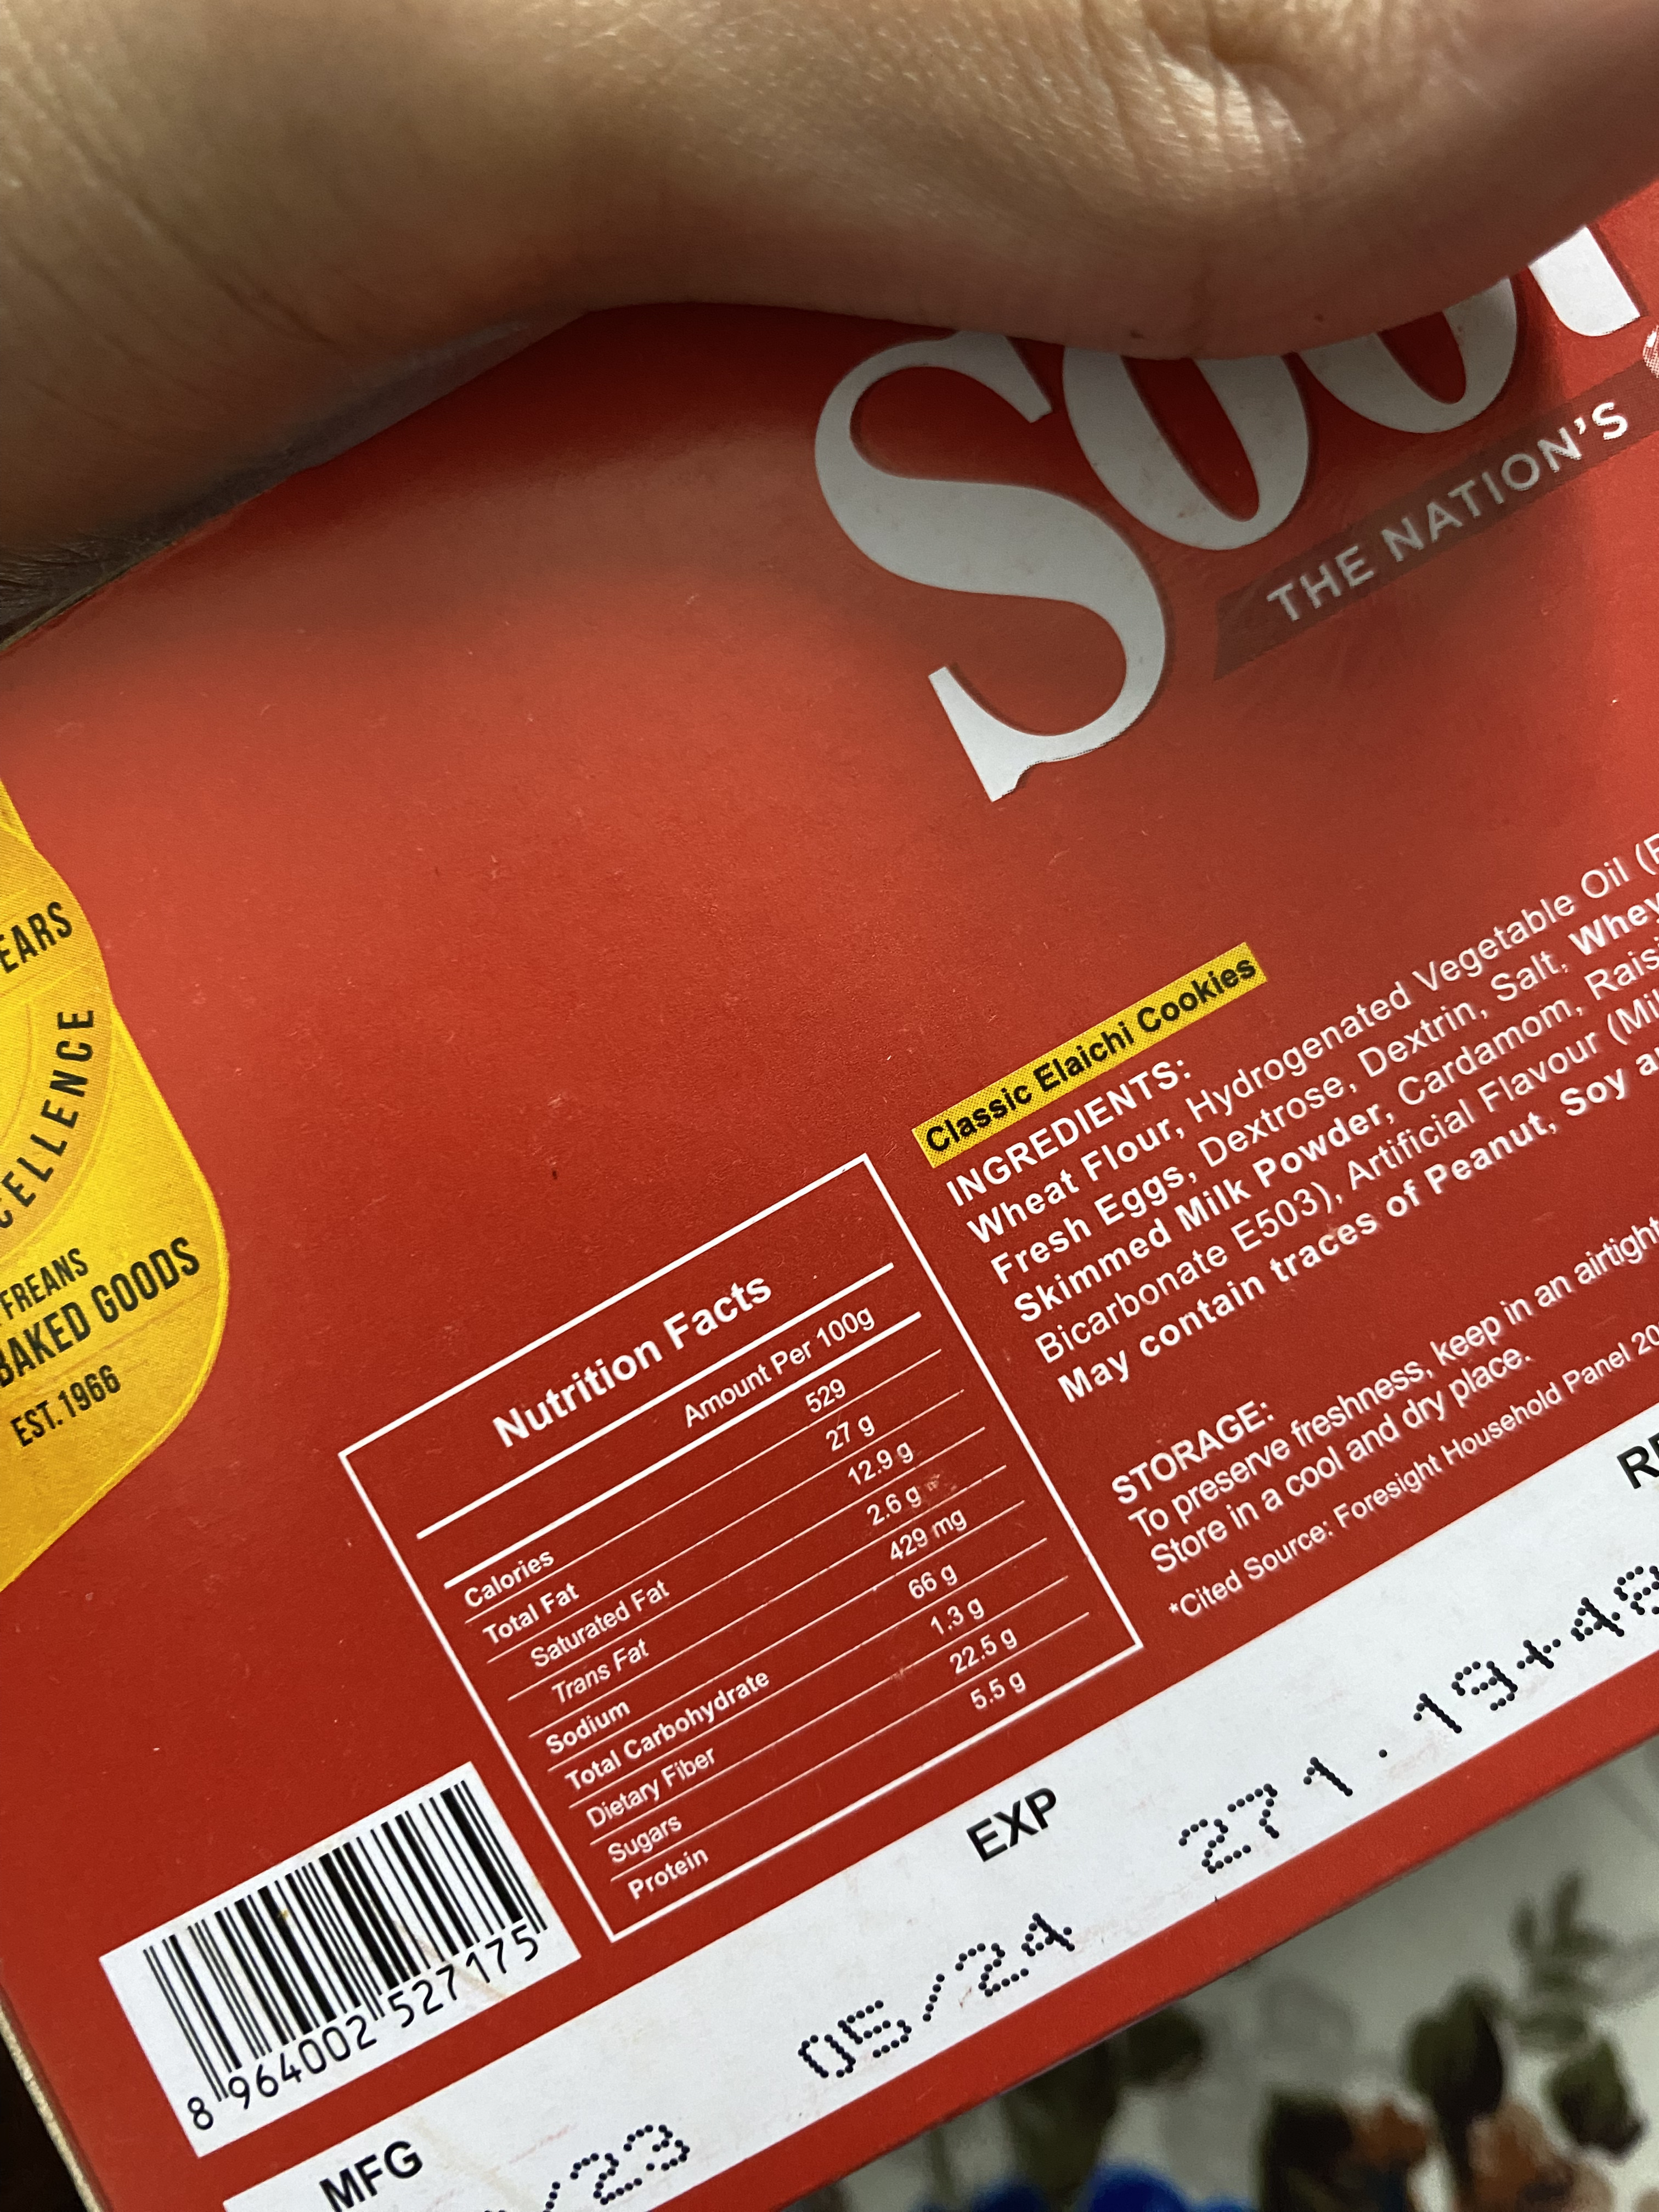 THE NATION'S
EARS
CELLENCE
FREANS
BAKED GOODS
EST. 1966
Classic Elaichi Cookies
INGREDIENTS:
Wheat Flour, Hydrogenated Vegetable Oil (
Fresh Eggs, Dextrose, Dextrin, Salt, Whey
Skimmed Milk Powder, Cardamom, Rais
Bicarbonate E503), Artificial Flavour (Mil
May contain traces of Peanut, Soy a
STORAGE:
To preserve freshness, keep in an airtight
Store in a cool and dry place.
*Cited Source: Foresight Household Panel 20
Nutrition Facts
Amount Per 100g
Calories 529
Total Fat 27 g
Saturated Fat 12.9 g
Trans Fat 2.6 g
Sodium 429 mg
Total Carbohydrate 66 g
Dietary Fiber 1.3 g
Sugars 22.5 g
Protein 5.5 g
8 964002 527175
MFG
/23
EXP
05/24
271.19+48